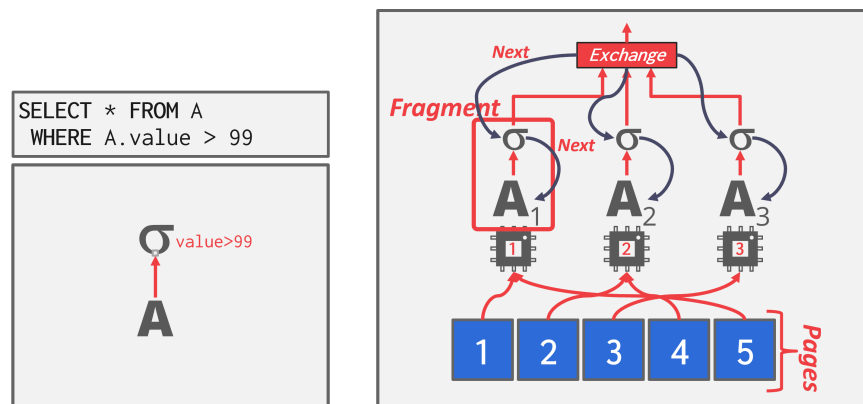 SELECT * FROM A
WHERE A.value > 99
σ value>99
A
Exchange
Next
Fragment
σ σ σ
Next
A1 A2 A3
1 2 3
1 2 3 4 5
Pages